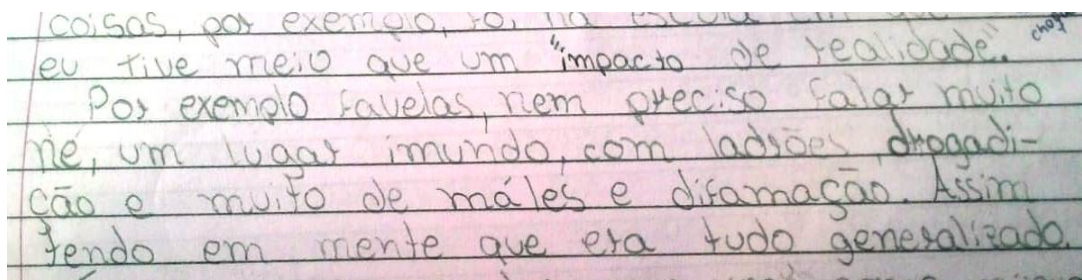 coisas, por exemplo, foi na escola em que
eu tive meio que um "impacto de realidade".
Por exemplo favelas, nem preciso falar muito
né, um lugar imundo, com ladrões, drogadi-
ção e muito de máles e difamação. Assim
tendo em mente que era tudo generalizado.